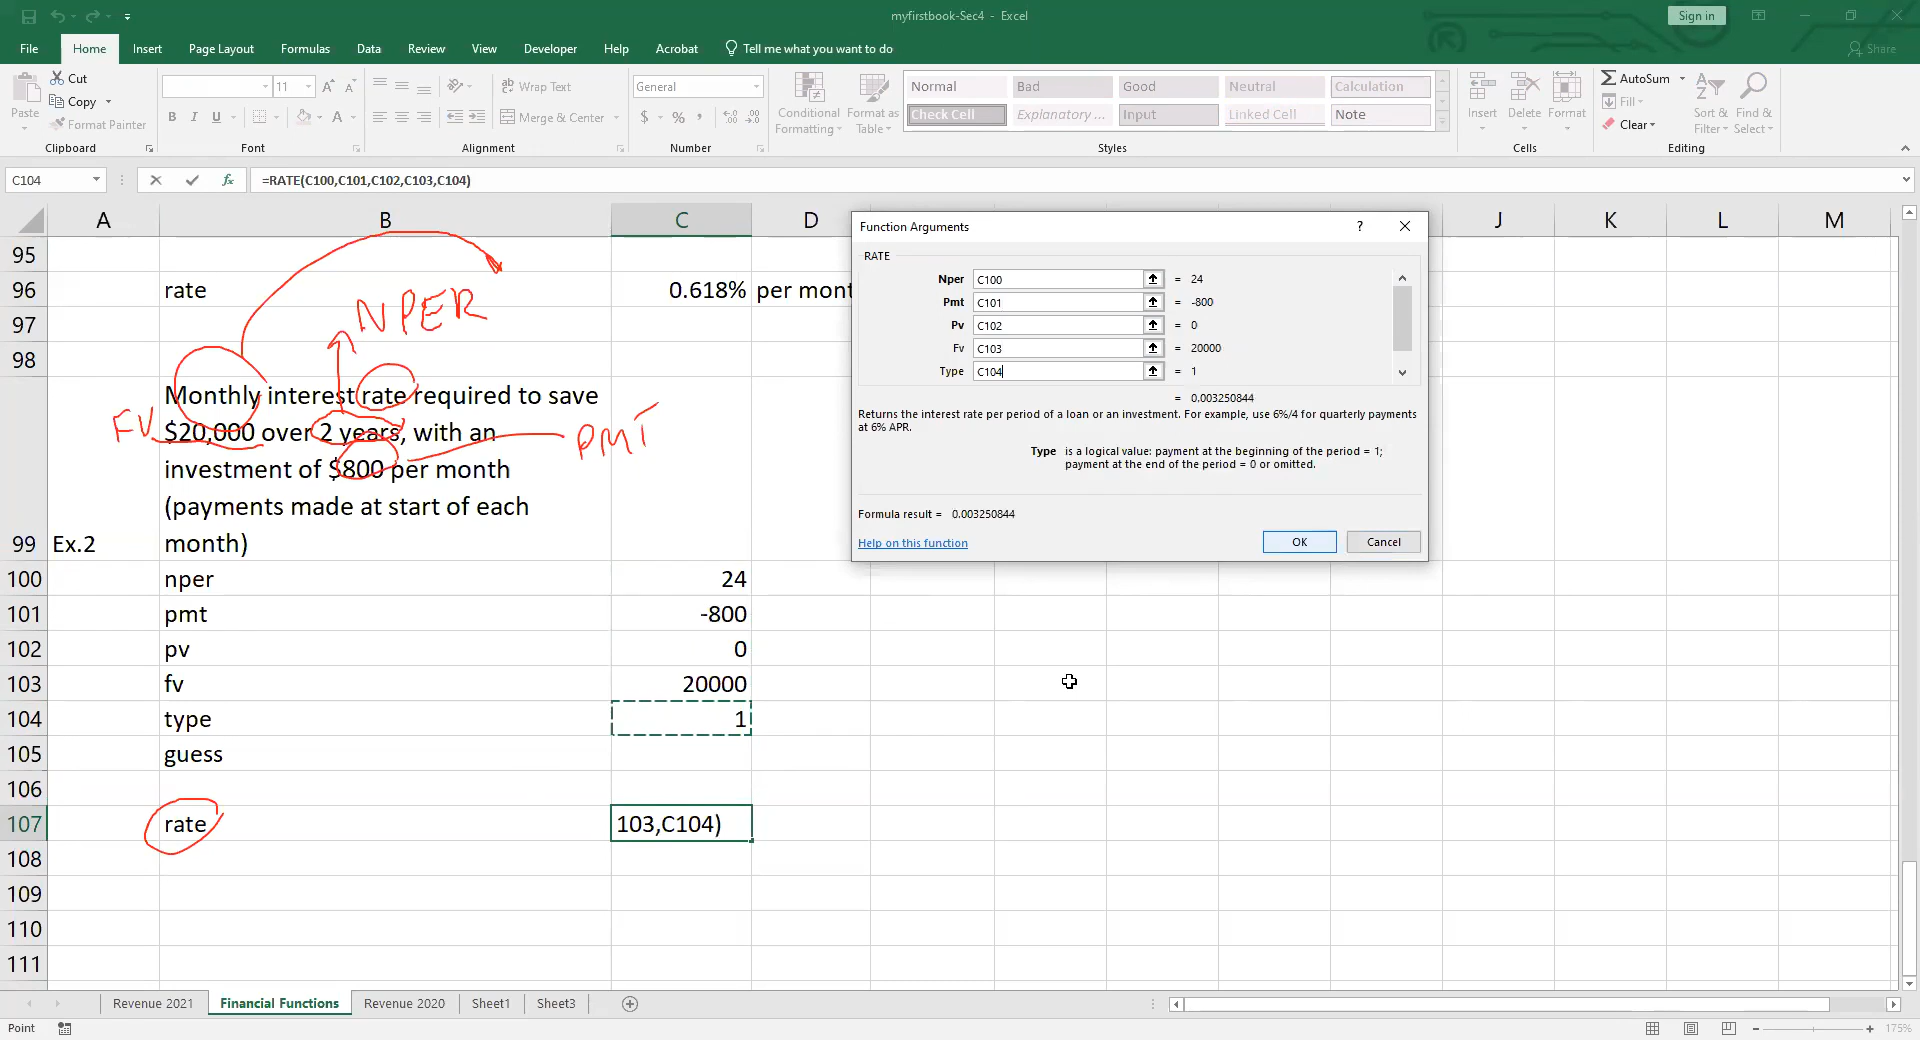 myfirstbook-Sec4 - Excel
Sign in
File Home Insert Page Layout Formulas Data Review View Developer Help Acrobat Tell me what you want to do Share
Paste
Cut
Copy
Format Painter
Clipboard
11
Font
Wrap Text
Merge & Center
Alignment
General
Number
Conditional Formatting
Format as Table
Normal Bad Good Neutral Calculation
Check Cell Explanatory ... Input Linked Cell Note
Styles
Insert Delete Format
Cells
AutoSum
Fill
Clear
Sort & Filter
Find & Select
Editing
C104 fx =RATE(C100,C101,C102,C103,C104)
A B C D J K L M
95
96 rate 0.618% per mont
97
98
NPER
FV
PMT
Monthly interest rate required to save
$20,000 over 2 years, with an
investment of $800 per month
(payments made at start of each
99 Ex.2 month)
100 nper 24
101 pmt -800
102 pv 0
103 fv 20000
104 type 1
105 guess
106
107 rate 103,C104)
108
109
110
111
Function Arguments ?
RATE
Nper C100 = 24
Pmt C101 = -800
Pv C102 = 0
Fv C103 = 20000
Type C104 = 1
= 0.003250844
Returns the interest rate per period of a loan or an investment. For example, use 6%/4 for quarterly payments
at 6% APR.
Type is a logical value: payment at the beginning of the period = 1;
payment at the end of the period = 0 or omitted.
Formula result = 0.003250844
Help on this function
OK Cancel
Revenue 2021 Financial Functions Revenue 2020 Sheet1 Sheet3
Point
175%